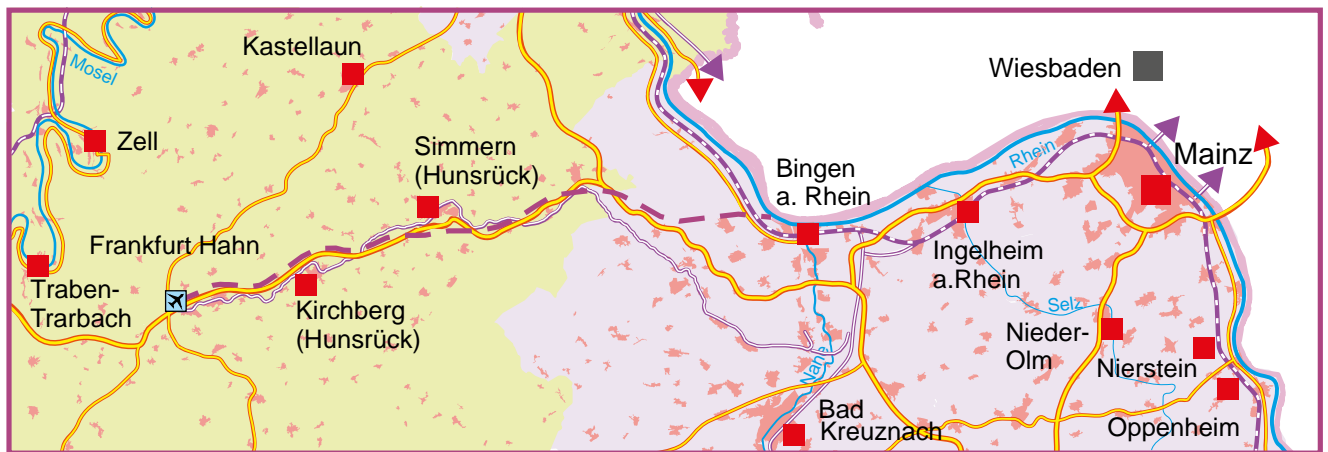 Kastellaun
Mosel
Zell
Wiesbaden
Simmern
(Hunsrück)
Bingen
a. Rhein
Rhein
Mainz
Frankfurt Hahn
Traben-
Trarbach
Kirchberg
(Hunsrück)
Ingelheim
a.Rhein
Selz
Nieder-
Olm
Nierstein
Nahe
Bad
Kreuznach
Oppenheim